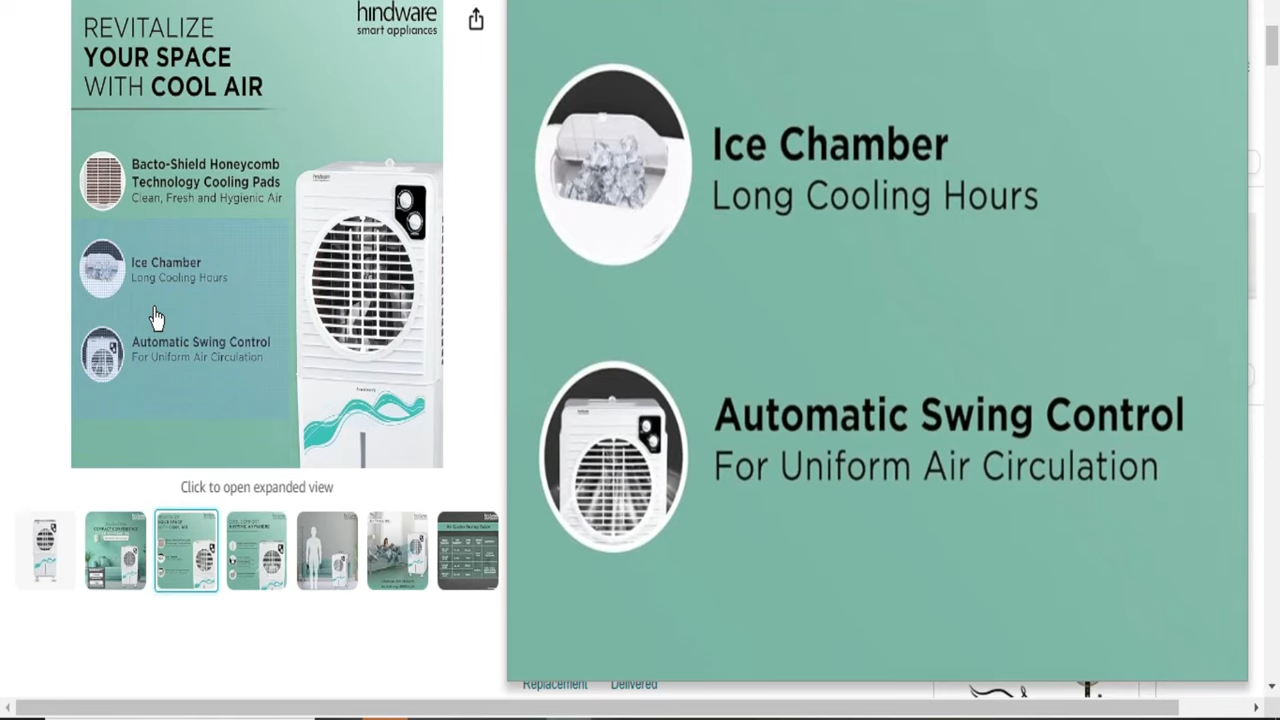 REVITALIZE
YOUR SPACE
WITH COOL AIR
hindware
smart appliances
Bacto-Shield Honeycomb
Technology Cooling Pads
Clean, Fresh and Hygienic Air
Ice Chamber
Long Cooling Hours
Automatic Swing Control
For Uniform Air Circulation
Click to open expanded view
Ice Chamber
Long Cooling Hours
Automatic Swing Control
For Uniform Air Circulation
Replacement Delivered